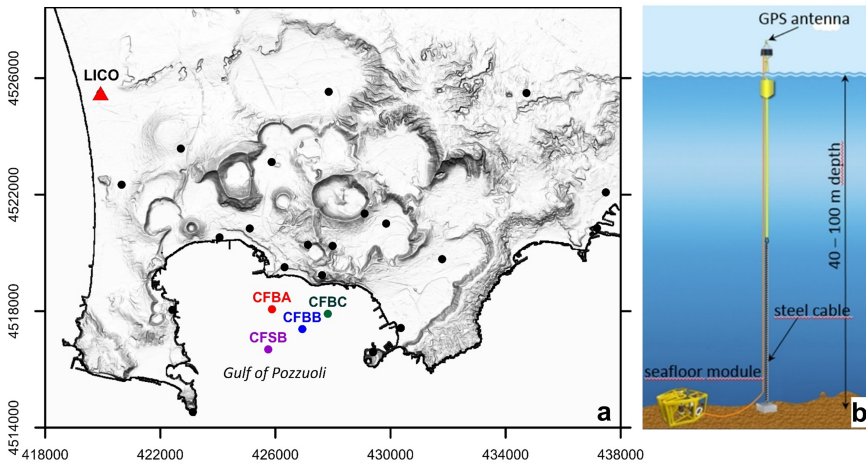 LICO
CFBA
CFBC
CFBB
CFSB
Gulf of Pozzuoli
a
4526000
4522000
4518000
4514000
418000
422000
426000
430000
434000
438000
GPS antenna
40 – 100 m depth
steel cable
seafloor module
b